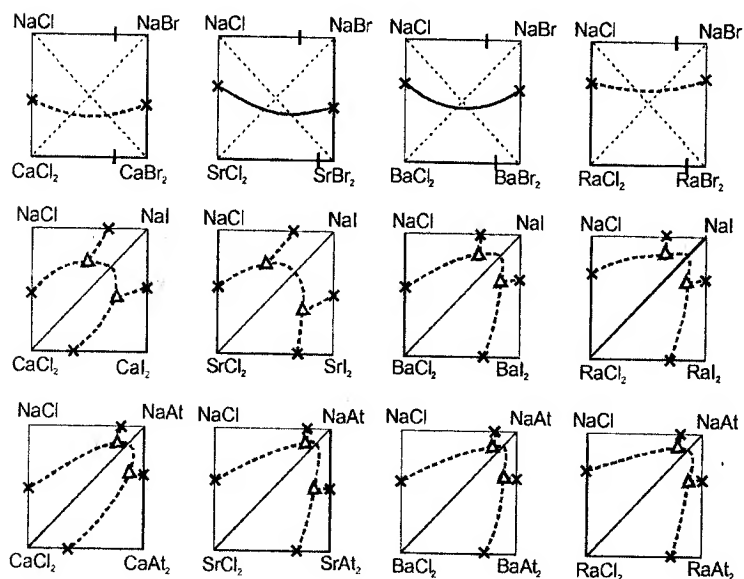 NaCl NaBr NaCl NaBr NaCl NaBr NaCl NaBr
CaCl₂ CaBr₂ SrCl₂ SrBr₂ BaCl₂ BaBr₂ RaCl₂ RaBr₂
NaCl NaI NaCl NaI NaCl NaI NaCl NaI
CaCl₂ CaI₂ SrCl₂ SrI₂ BaCl₂ BaI₂ RaCl₂ RaI₂
NaCl NaAt NaCl NaAt NaCl NaAt NaCl NaAt
CaCl₂ CaAt₂ SrCl₂ SrAt₂ BaCl₂ BaAt₂ RaCl₂ RaAt₂